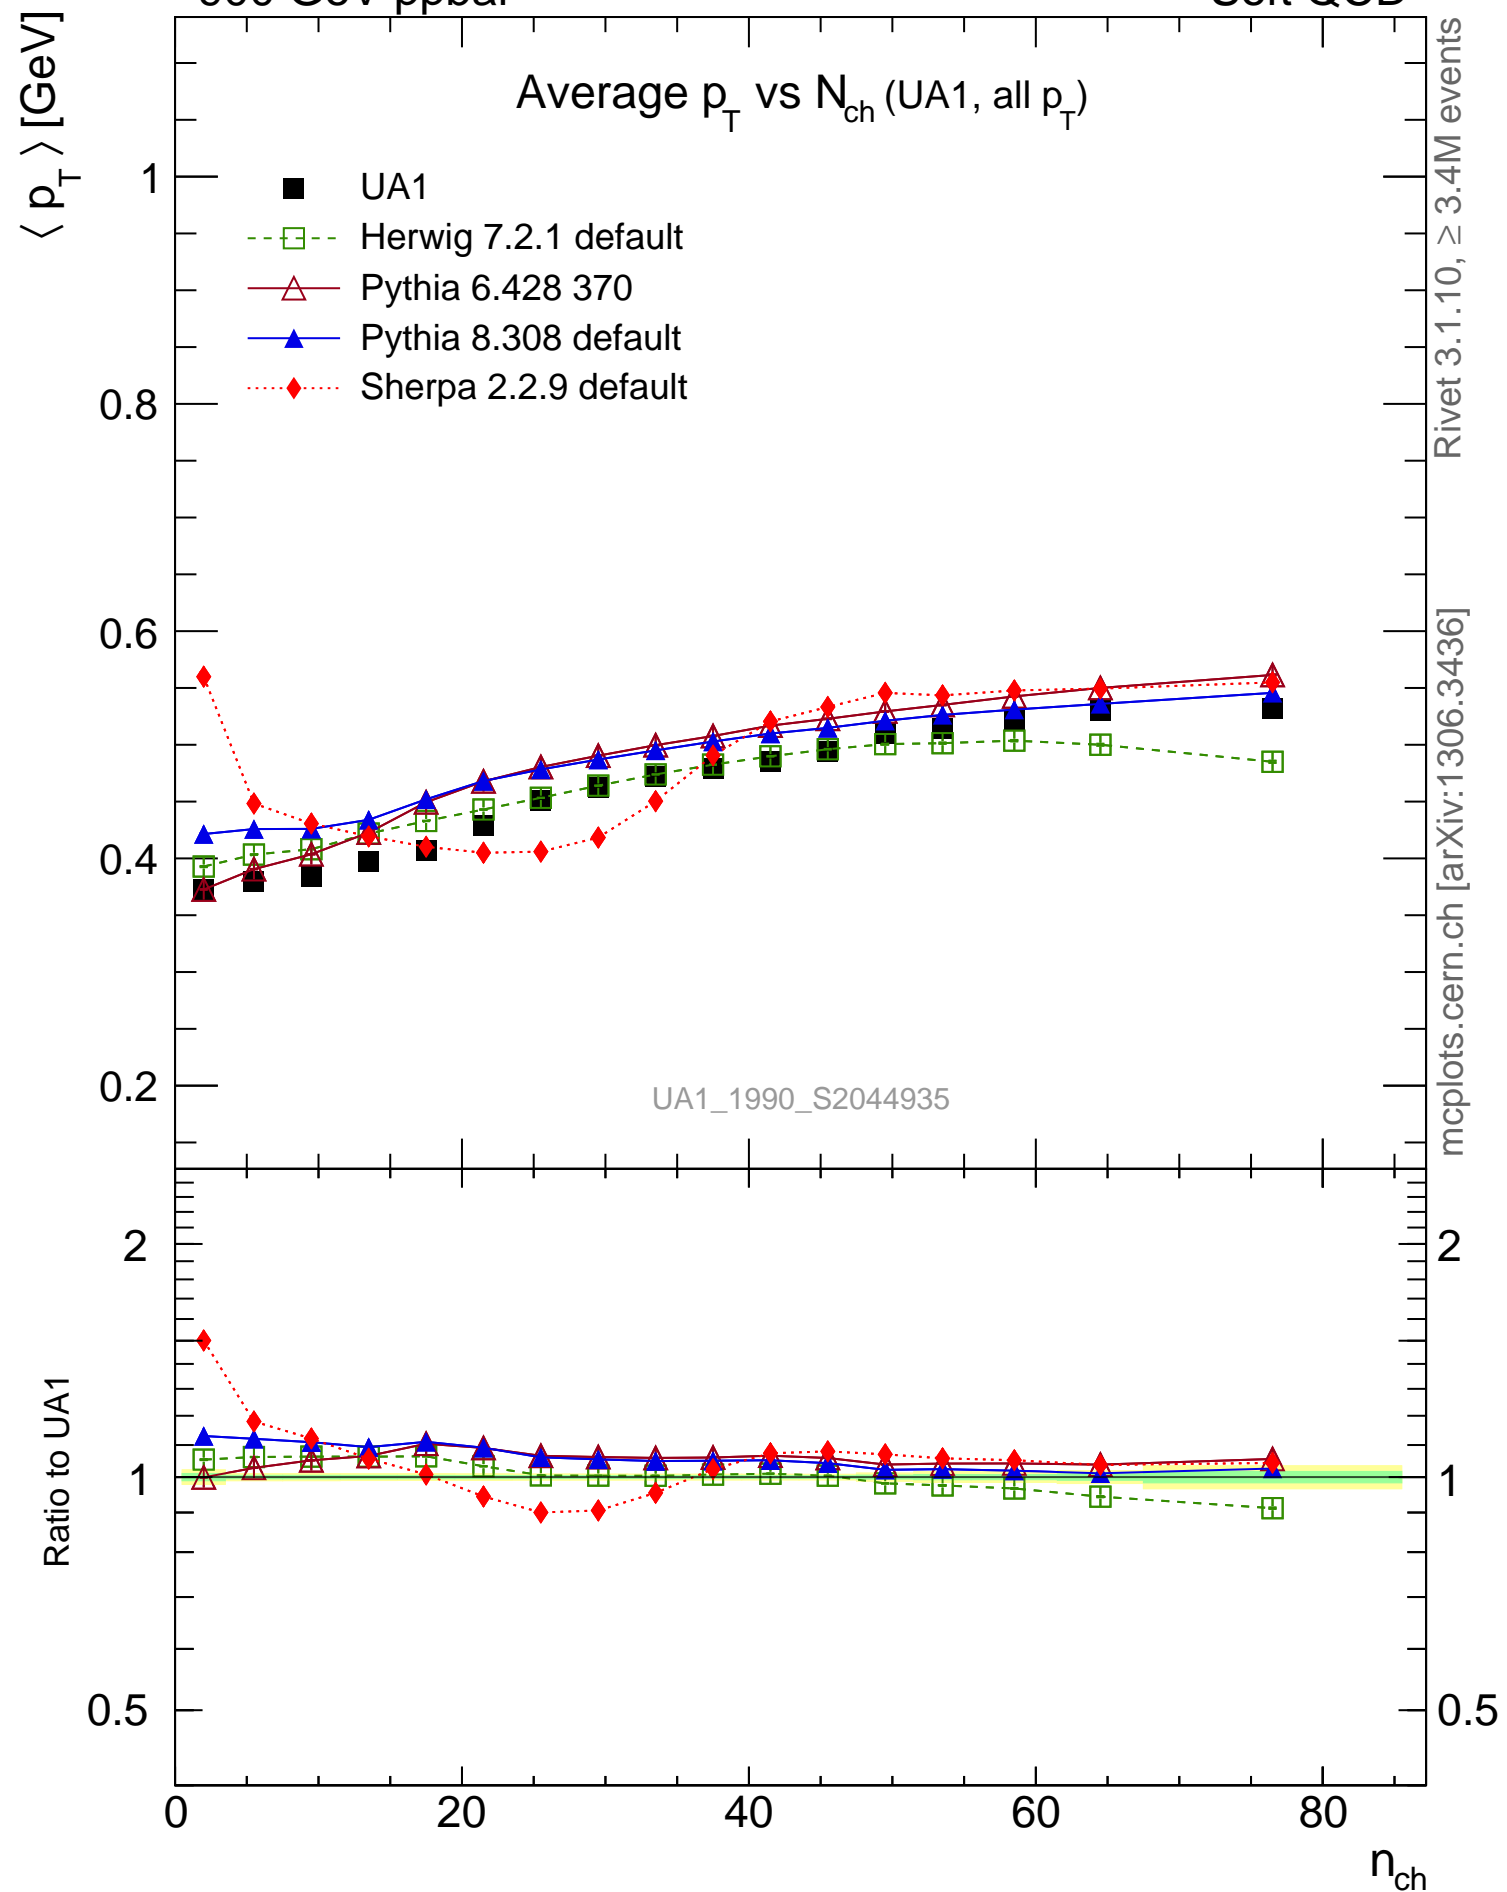 ⟨ p_T ⟩ [GeV]
Average p_T vs N_ch (UA1, all p_T)
UA1
Herwig 7.2.1 default
Pythia 6.428 370
Pythia 8.308 default
Sherpa 2.2.9 default
1
0.8
0.6
0.4
0.2
UA1_1990_S2044935
Rivet 3.1.10, ≥ 3.4M events
mcplots.cern.ch [arXiv:1306.3436]
Ratio to UA1
2
1
0.5
2
1
0.5
0 20 40 60 80
n_ch